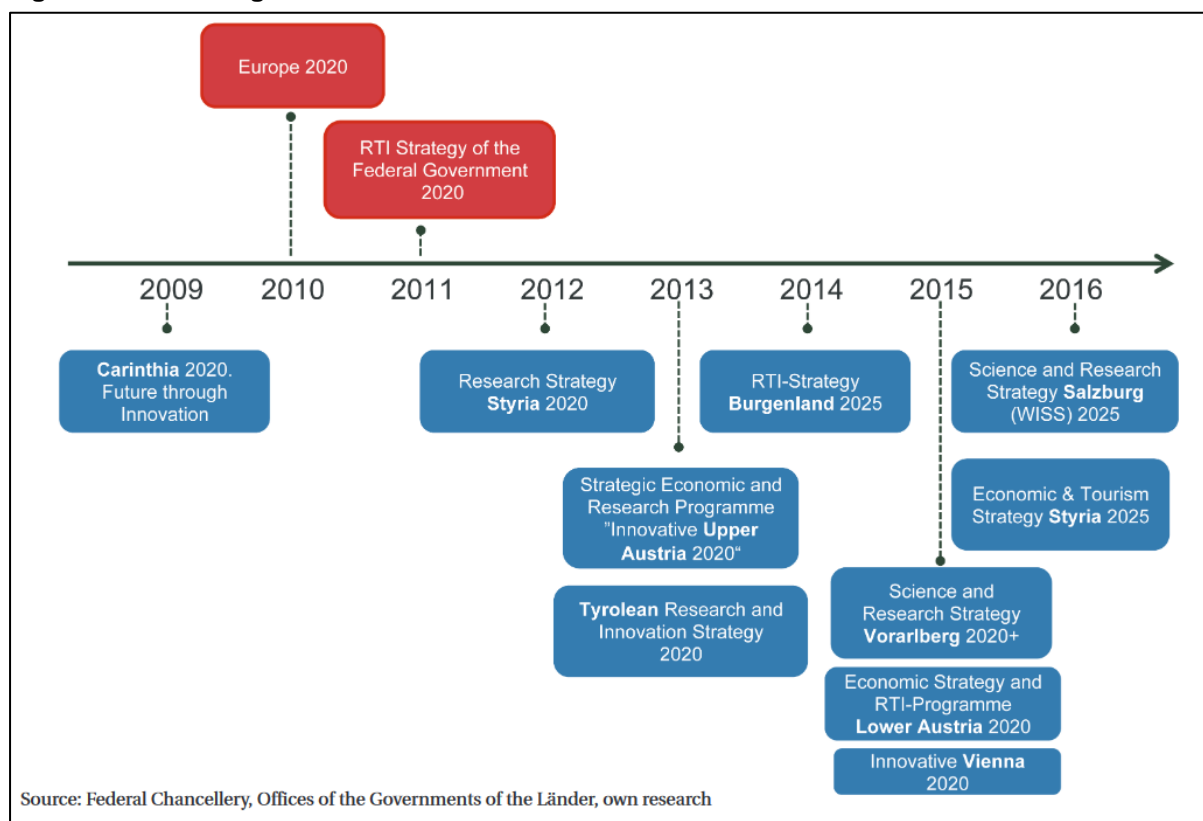 Europe 2020
RTI Strategy of the
Federal Government
2020
2009 2010 2011 2012 2013 2014 2015 2016
Carinthia 2020.
Future through
Innovation
Research Strategy
Styria 2020
RTI-Strategy
Burgenland 2025
Science and Research
Strategy Salzburg
(WISS) 2025
Strategic Economic and
Research Programme
"Innovative Upper
Austria 2020“
Economic & Tourism
Strategy Styria 2025
Tyrolean Research and
Innovation Strategy
2020
Science and
Research Strategy
Vorarlberg 2020+
Economic Strategy and
RTI-Programme
Lower Austria 2020
Innovative Vienna
2020
Source: Federal Chancellery, Offices of the Governments of the Länder, own research